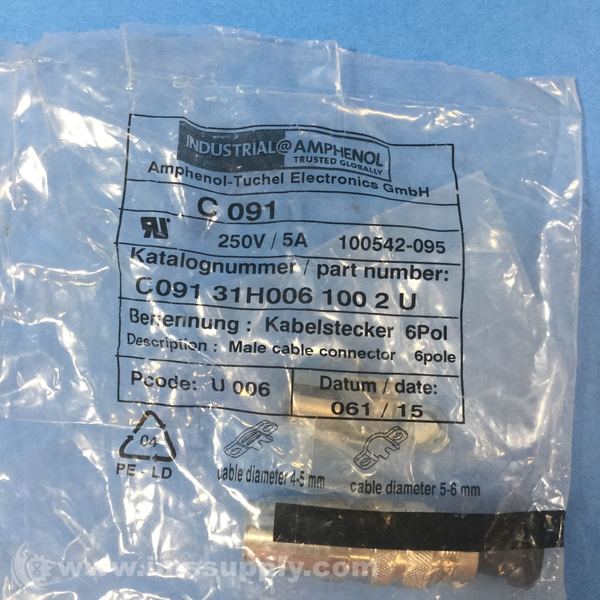 INDUSTRIAL@AMPHENOL
TRUSTED GLOBALLY
Amphenol-Tuchel Electronics GmbH
C 091
250V / 5A 100542-095
Katalognummer / part number:
C091 31H006 100 2 U
Benennung : Kabelstecker 6Pol
Description : Male cable connector 6pole
Pcode: U 006
Datum / date:
061 / 15
04
PE - LD
cable diameter 4-5 mm
cable diameter 5-6 mm